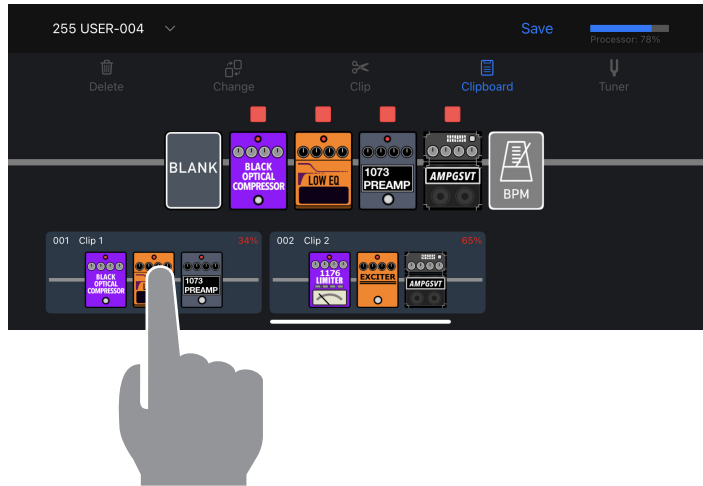 255 USER-004
Save
Processor: 78%
Delete
Change
Clip
Clipboard
Tuner
BLANK
BLACK
OPTICAL
COMPRESSOR
LOW EQ
1073
PREAMP
AMPGSVT
BPM
001 Clip 1
34%
BLACK
OPTICAL
COMPRESSOR
1073
PREAMP
002 Clip 2
65%
1176
LIMITER
EXCITER
AMPGSVT